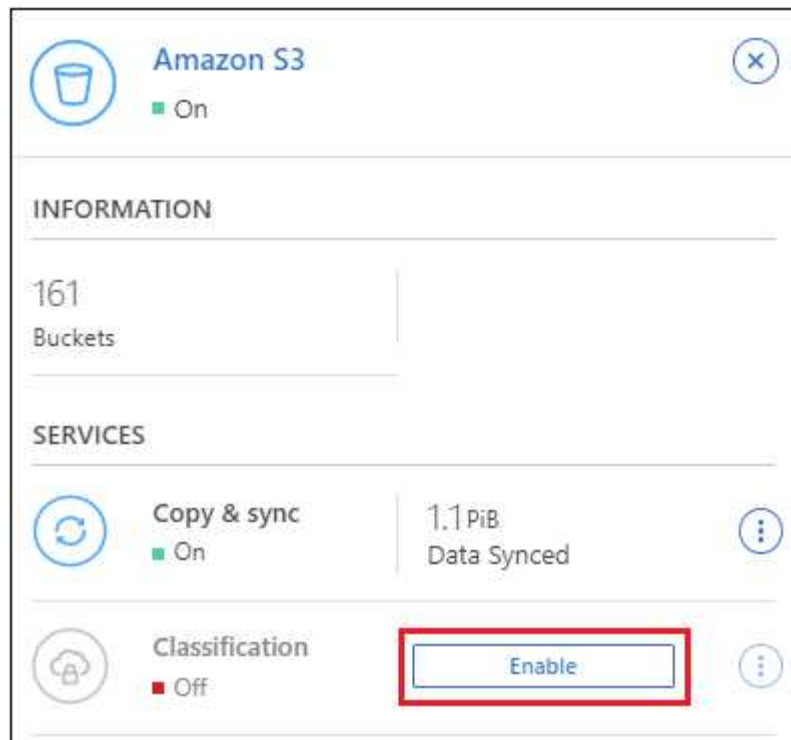 Amazon S3
On
INFORMATION
161
Buckets
SERVICES
Copy & sync
On
1.1 PiB
Data Synced
Classification
Off
Enable